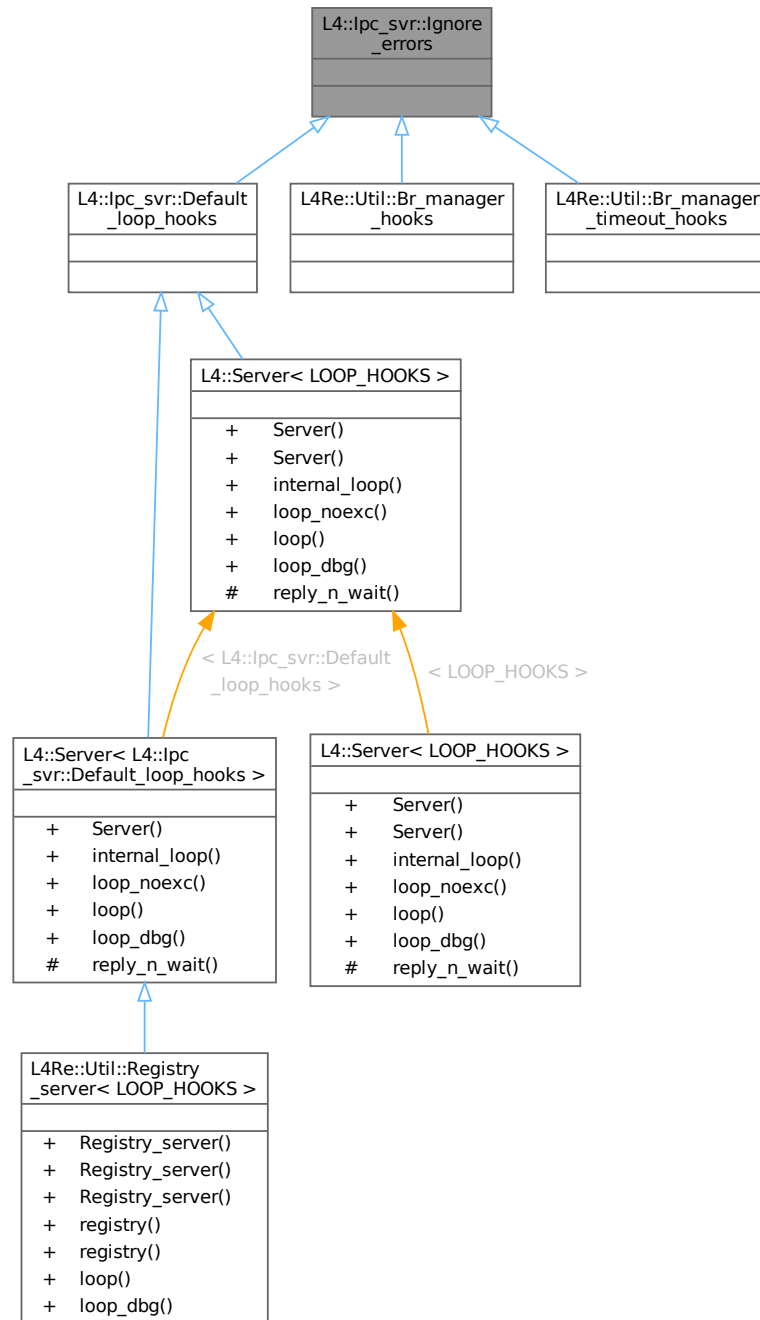 L4::Ipc_svr::Ignore
_errors
L4::Ipc_svr::Default
_loop_hooks
L4Re::Util::Br_manager
_hooks
L4Re::Util::Br_manager
_timeout_hooks
L4::Server< LOOP_HOOKS >
+ Server()
+ Server()
+ internal_loop()
+ loop_noexc()
+ loop()
+ loop_dbg()
# reply_n_wait()
< L4::Ipc_svr::Default
_loop_hooks >
< LOOP_HOOKS >
L4::Server< L4::Ipc
_svr::Default_loop_hooks >
+ Server()
+ internal_loop()
+ loop_noexc()
+ loop()
+ loop_dbg()
# reply_n_wait()
L4::Server< LOOP_HOOKS >
+ Server()
+ Server()
+ internal_loop()
+ loop_noexc()
+ loop()
+ loop_dbg()
# reply_n_wait()
L4Re::Util::Registry
_server< LOOP_HOOKS >
+ Registry_server()
+ Registry_server()
+ Registry_server()
+ registry()
+ registry()
+ loop()
+ loop_dbg()